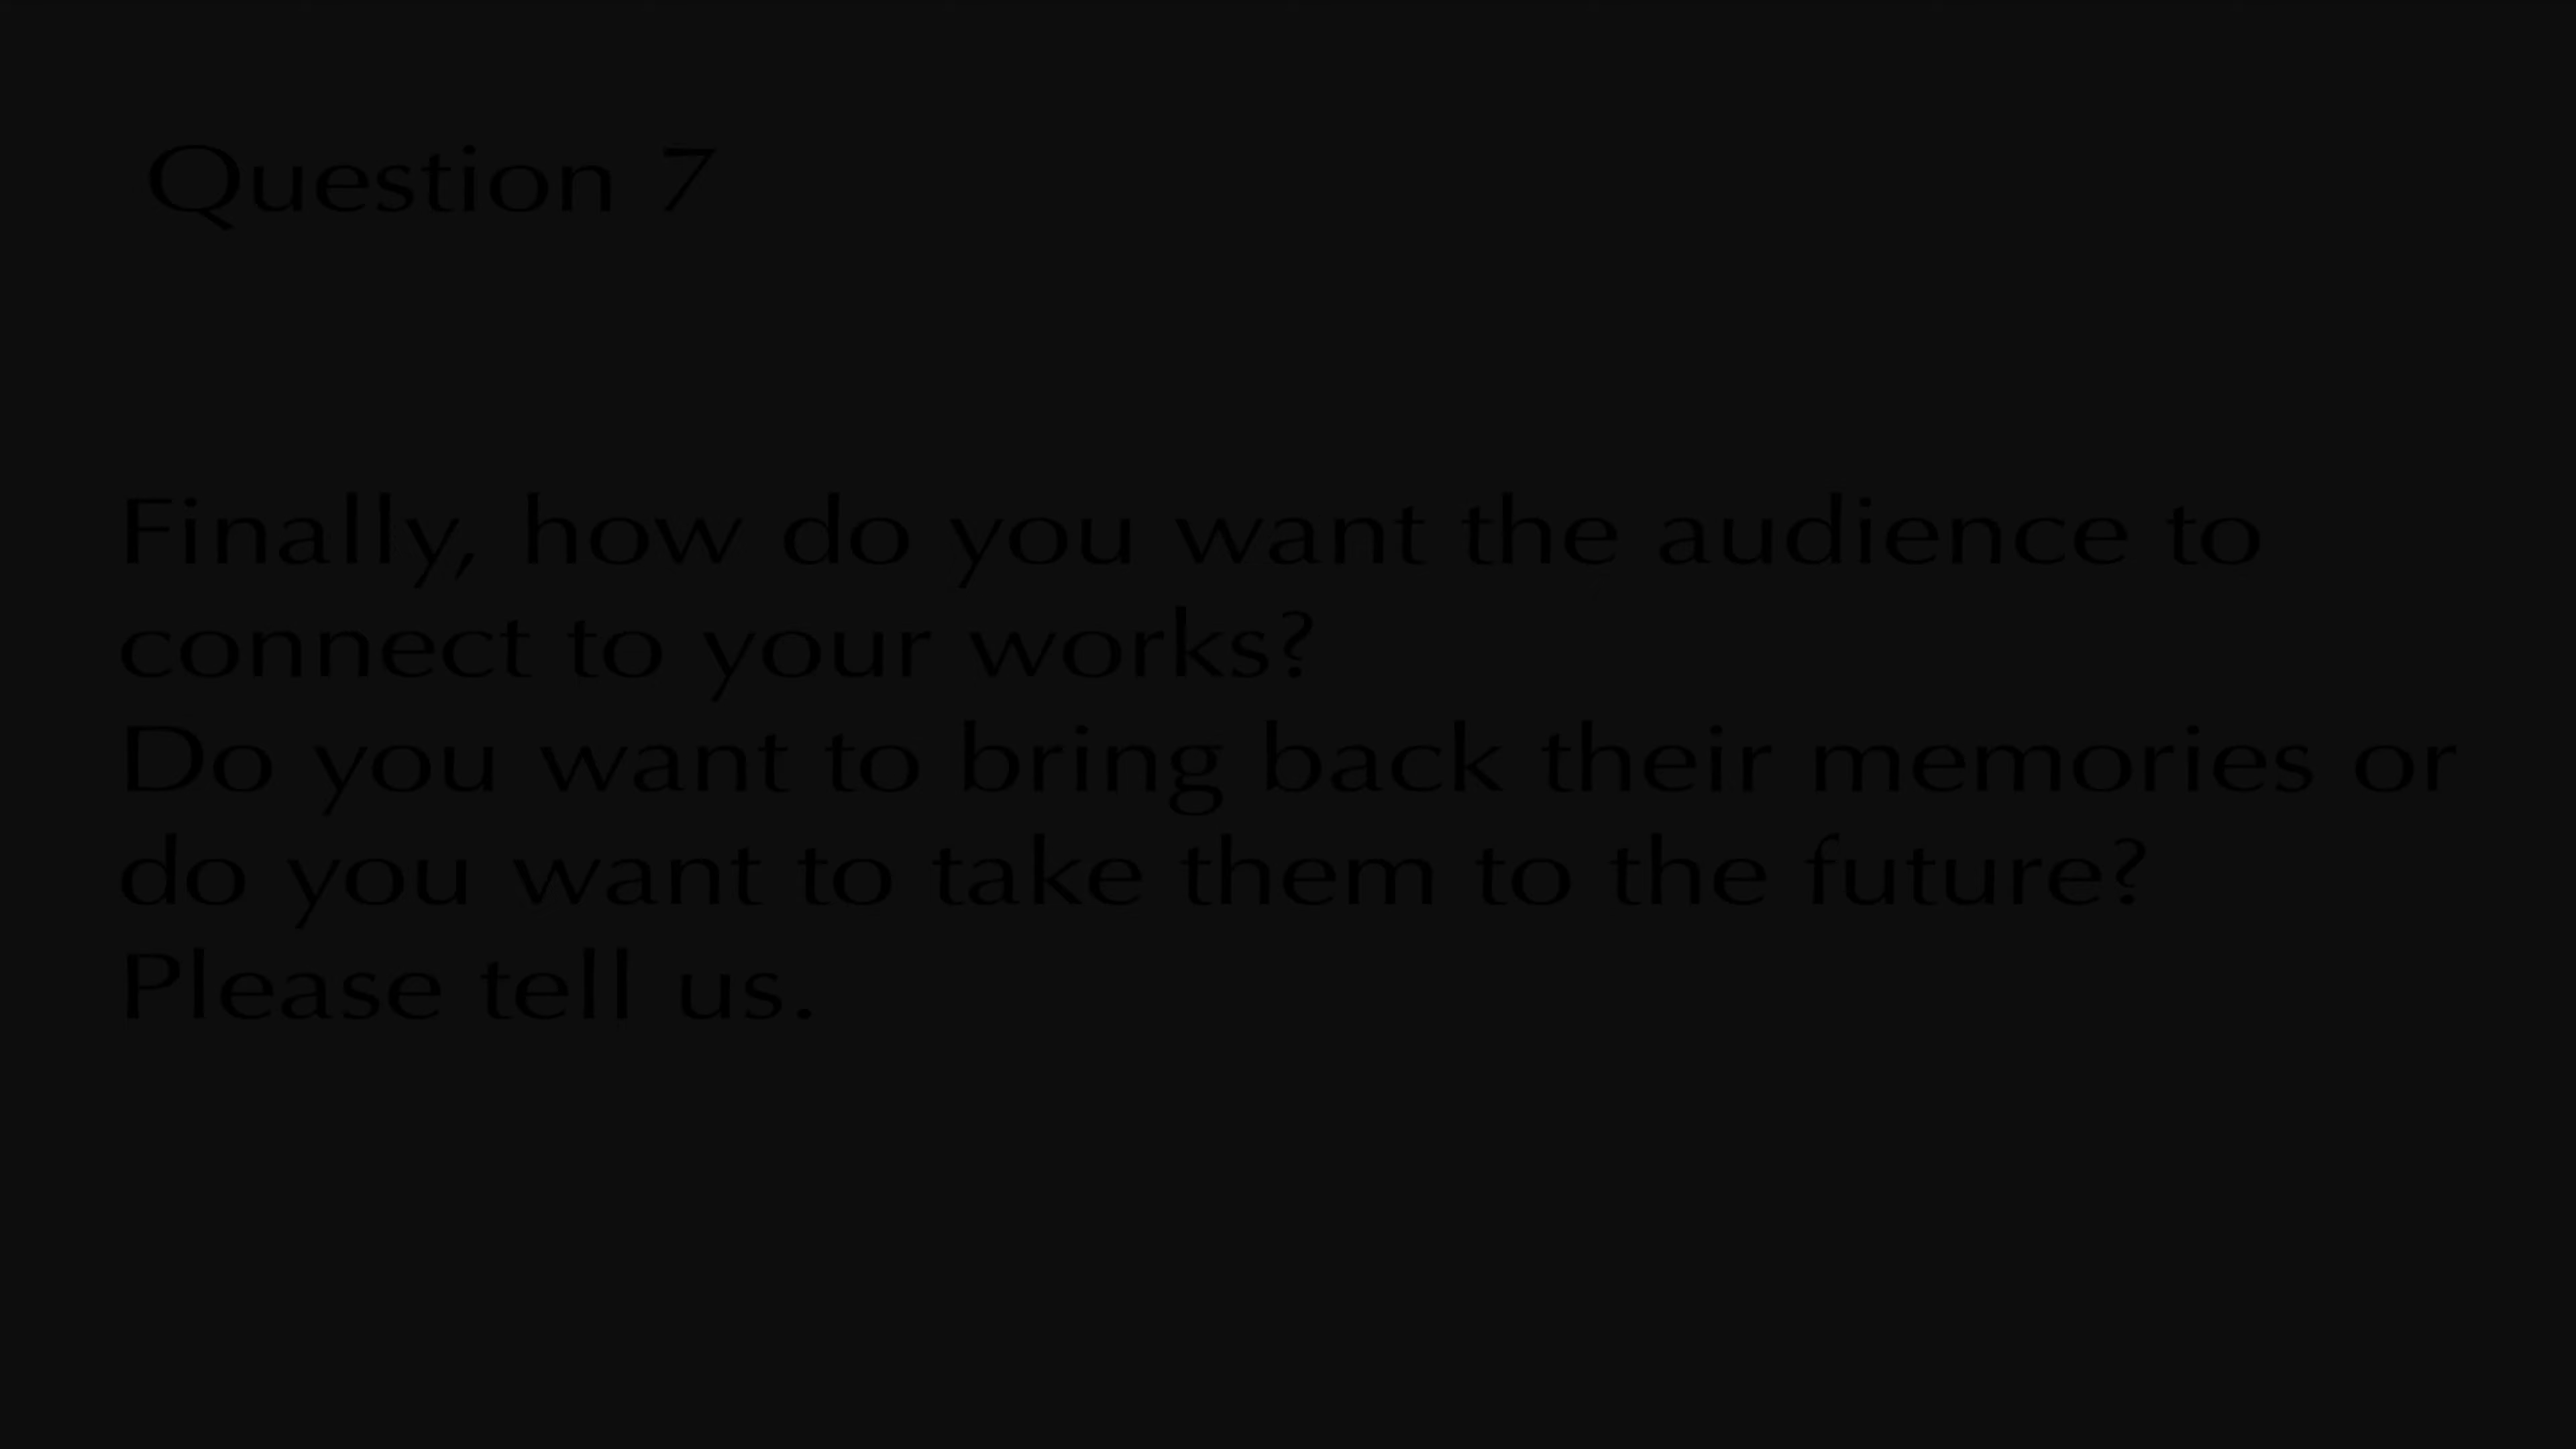 Question 7
Finally, how do you want the audience to
connect to your works?
Do you want to bring back their memories or
do you want to take them to the future?
Please tell us.